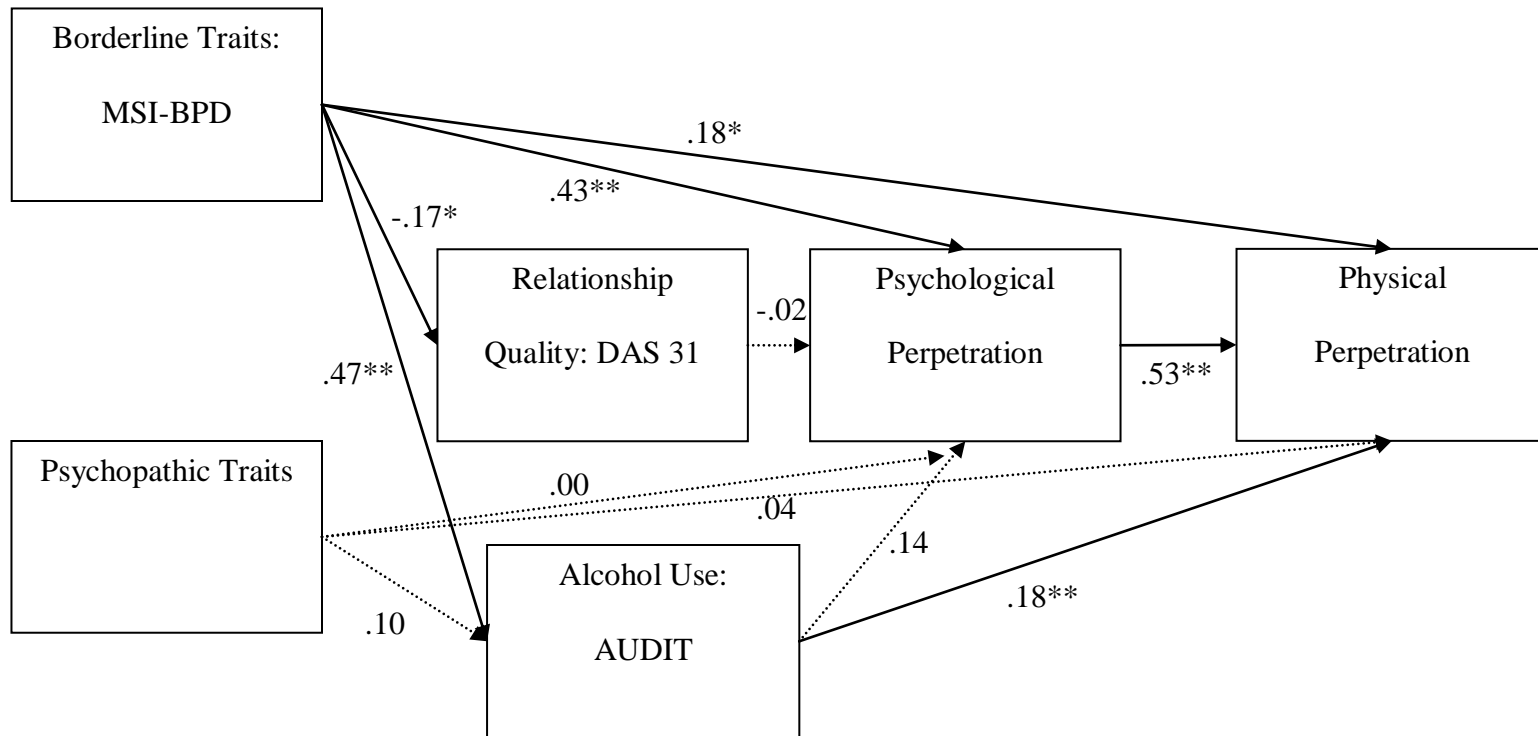 Borderline Traits:
MSI-BPD
.18*
.43**
-.17*
Relationship
Quality: DAS 31
-.02
Psychological
Perpetration
.53**
Physical
Perpetration
.47**
Psychopathic Traits
.00
.04
.10
Alcohol Use:
AUDIT
.14
.18**